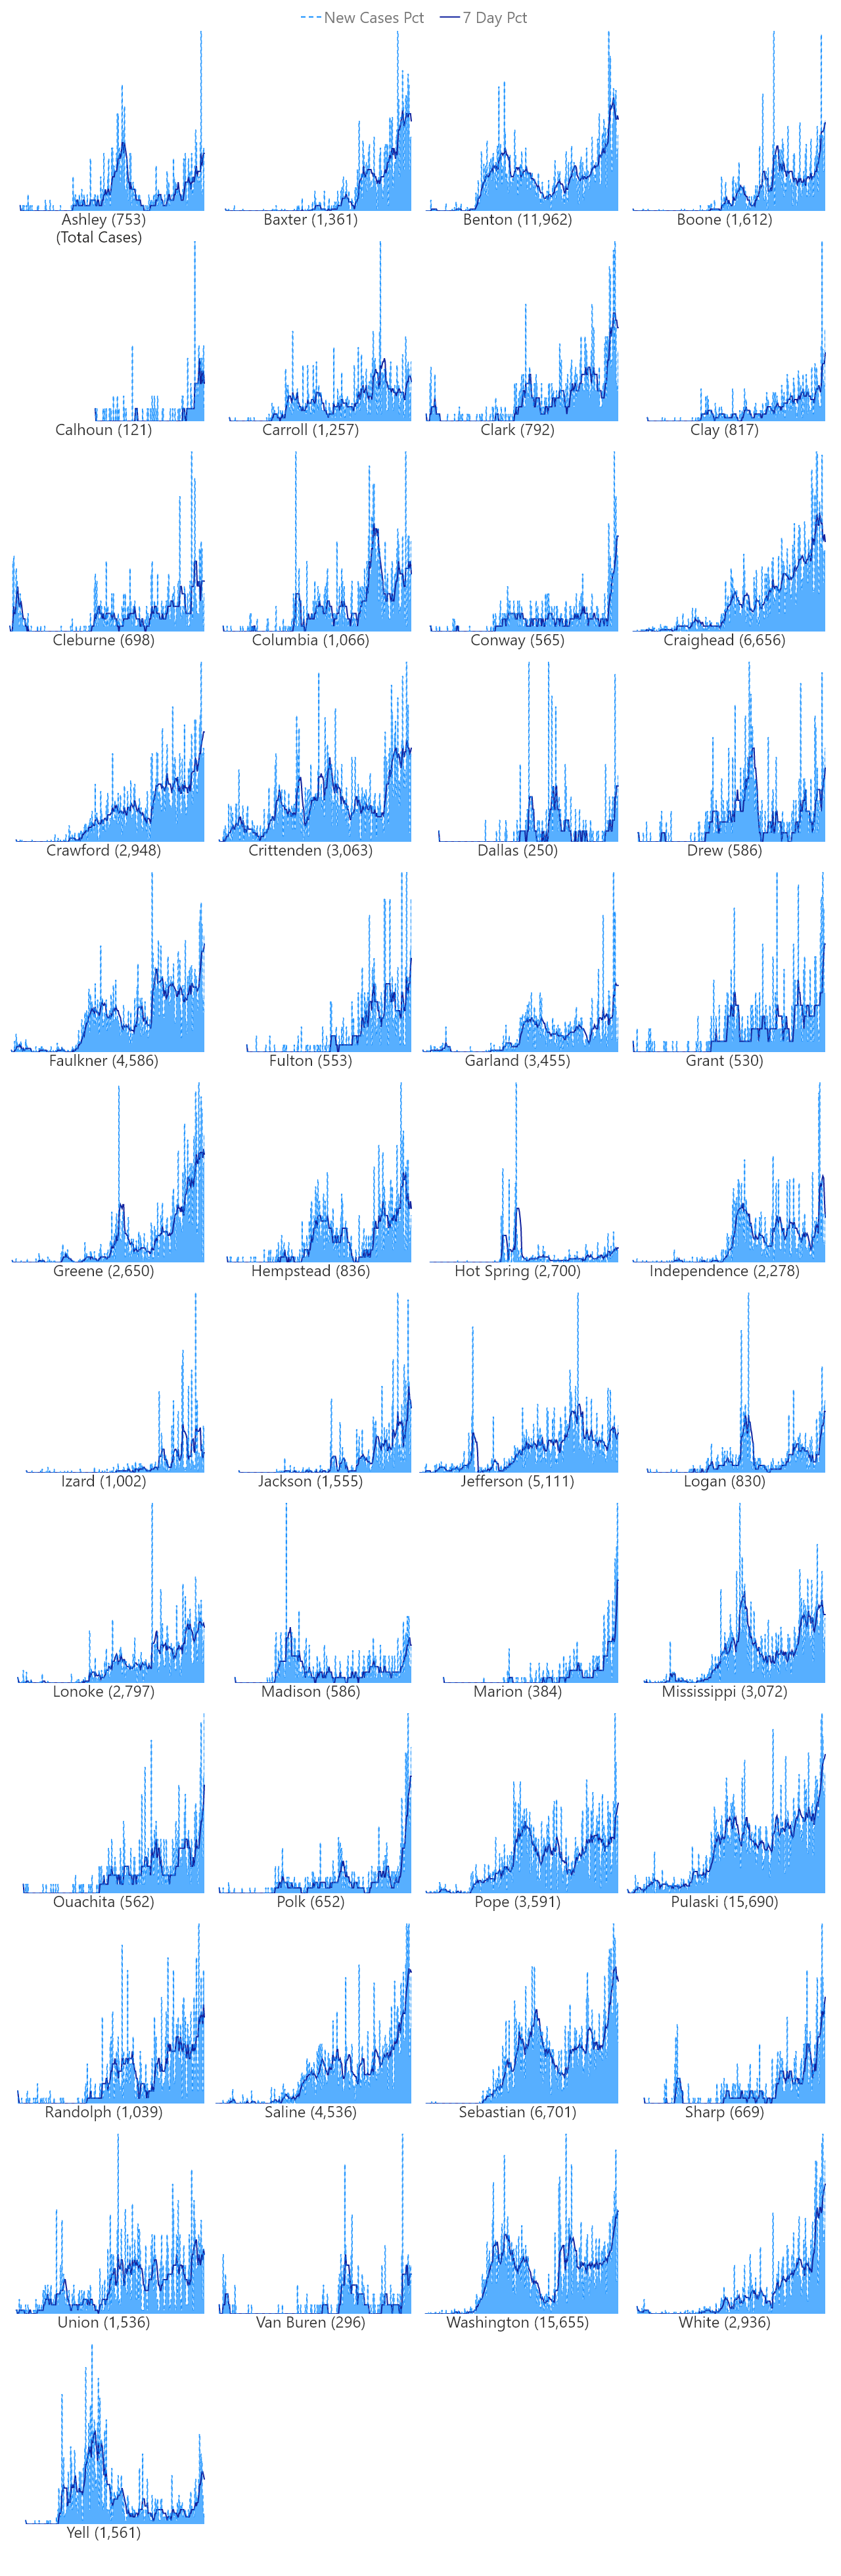 New Cases Pct 7 Day Pct
Ashley (753) Baxter (1,361) Benton (11,962) Boone (1,612)
(Total Cases)
Calhoun (121) Carroll (1,257) Clark (792) Clay (817)
Cleburne (698) Columbia (1,066) Conway (565) Craighead (6,656)
Crawford (2,948) Crittenden (3,063) Dallas (250) Drew (586)
Faulkner (4,586) Fulton (553) Garland (3,455) Grant (530)
Greene (2,650) Hempstead (836) Hot Spring (2,700) Independence (2,278)
Izard (1,002) Jackson (1,555) Jefferson (5,111) Logan (830)
Lonoke (2,797) Madison (586) Marion (384) Mississippi (3,072)
Ouachita (562) Polk (652) Pope (3,591) Pulaski (15,690)
Randolph (1,039) Saline (4,536) Sebastian (6,701) Sharp (669)
Union (1,536) Van Buren (296) Washington (15,655) White (2,936)
Yell (1,561)